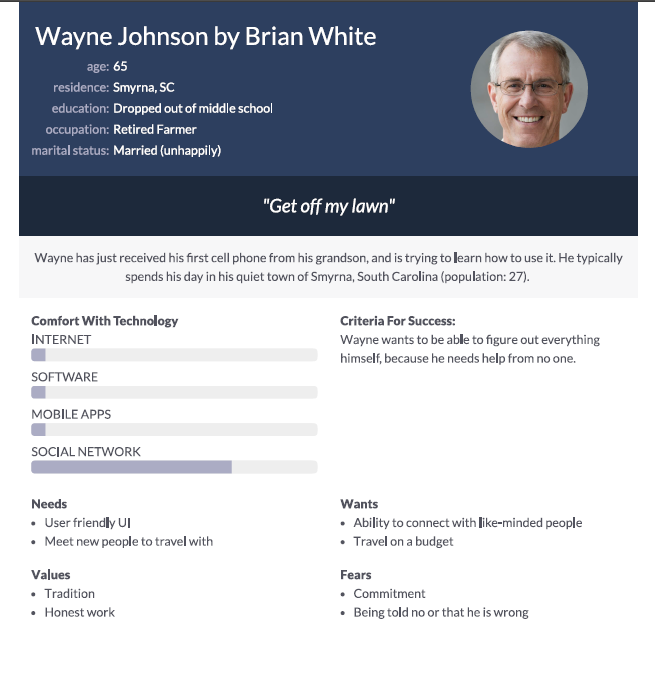 Wayne Johnson by Brian White
age: 65
residence: Smyrna, SC
education: Dropped out of middle school
occupation: Retired Farmer
marital status: Married (unhappily)
"Get off my lawn"
Wayne has just received his first cell phone from his grandson, and is trying to learn how to use it. He typically
spends his day in his quiet town of Smyrna, South Carolina (population: 27).
Comfort With Technology
INTERNET
SOFTWARE
MOBILE APPS
SOCIAL NETWORK
Criteria For Success:
Wayne wants to be able to figure out everything
himself, because he needs help from no one.
Needs
• User friendly UI
• Meet new people to travel with
Wants
• Ability to connect with like-minded people
• Travel on a budget
Values
• Tradition
• Honest work
Fears
• Commitment
• Being told no or that he is wrong